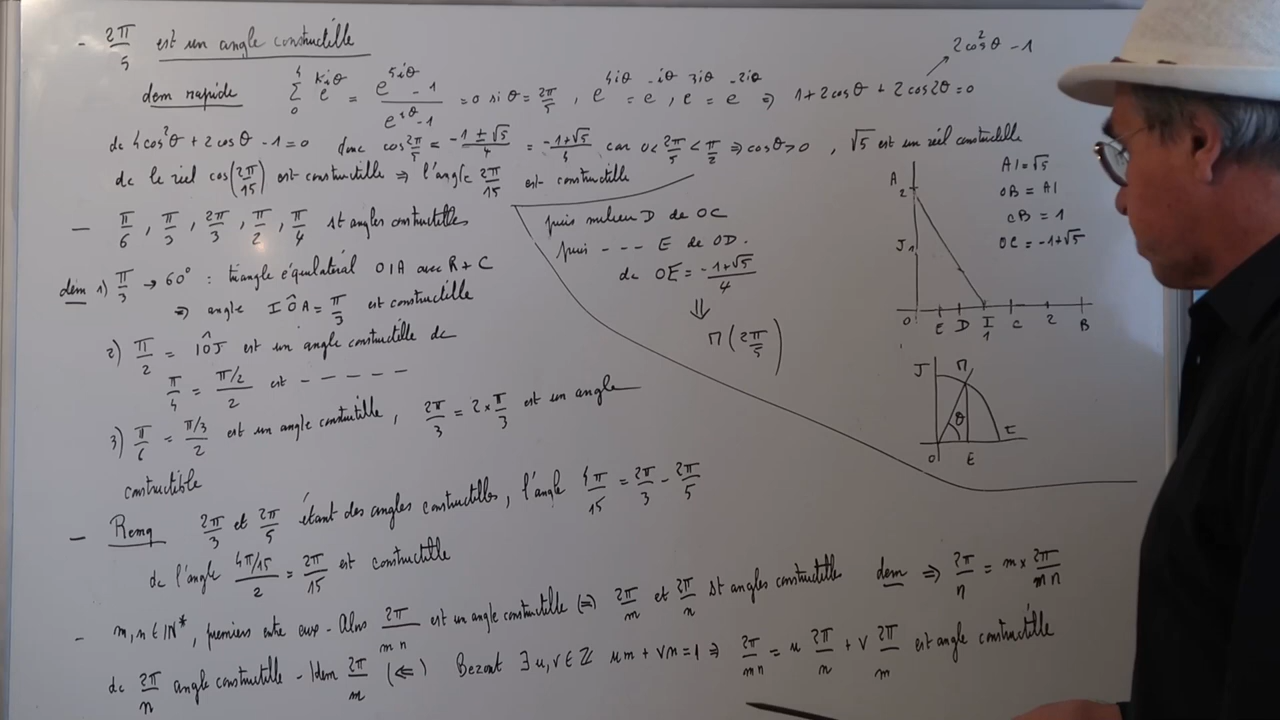 - 2π/5 est un angle constructible
dem rapide Σ₀⁴ e^{kiθ} = (e^{5iθ} - 1)/(e^{iθ} - 1) = 0 si θ = 2π/5 , e^{4iθ} = e^{-iθ} , e^{3iθ} = e^{-2iθ} ⇒ 1 + 2cosθ + 2cos2θ = 0
2cos²θ - 1
dc 4cos²θ + 2cosθ - 1 = 0 donc cos 2π/5 = (-1 ± √5)/4 = (-1+√5)/4 car 0 < 2π/5 < π/2 ⇒ cosθ > 0 , √5 est un réel constructible
dc le réel cos(2π/15) est constructible ⇒ l'angle 2π/15 est constructible
- π/6 , π/3 , 2π/3 , π/2 , π/4 st angles constructibles
dém 1) π/3 → 60° : triangle équilatéral OIA avec R + C
⇒ angle IÔA = π/3 est constructible
2) π/2 = IÔJ est un angle constructible dc
π/4 = (π/2)/2 est - - - - -
3) π/6 = (π/3)/2 est un angle constructible , 2π/3 = 2 × π/3 est un angle
constructible
puis milieu D de OC
puis - - - E de OD.
dc OE = (-1+√5)/4
⇓
M(2π/5)
AI = √5
OB = AI
CB = 1
OC = -1+√5
A 2
J 1
O E D I C 2 B
1
J M
θ
O E I
- Remq 2π/3 et 2π/5 étant des angles constructibles, l'angle 4π/15 = 2π/3 - 2π/5
dc l'angle (4π/15)/2 = 2π/15 est constructible
- m, n ∈ ℕ*, premiers entre eux - Alors 2π/mn est un angle constructible ⇔ 2π/m et 2π/n st angles constructibles dem ⇒ 2π/n = m × 2π/mn
dc 2π/n angle constructible - Idem 2π/m (⇐) Bezout ∃ u, v ∈ ℤ um + vn = 1 ⇒ 2π/mn = u 2π/n + v 2π/m est angle constructible